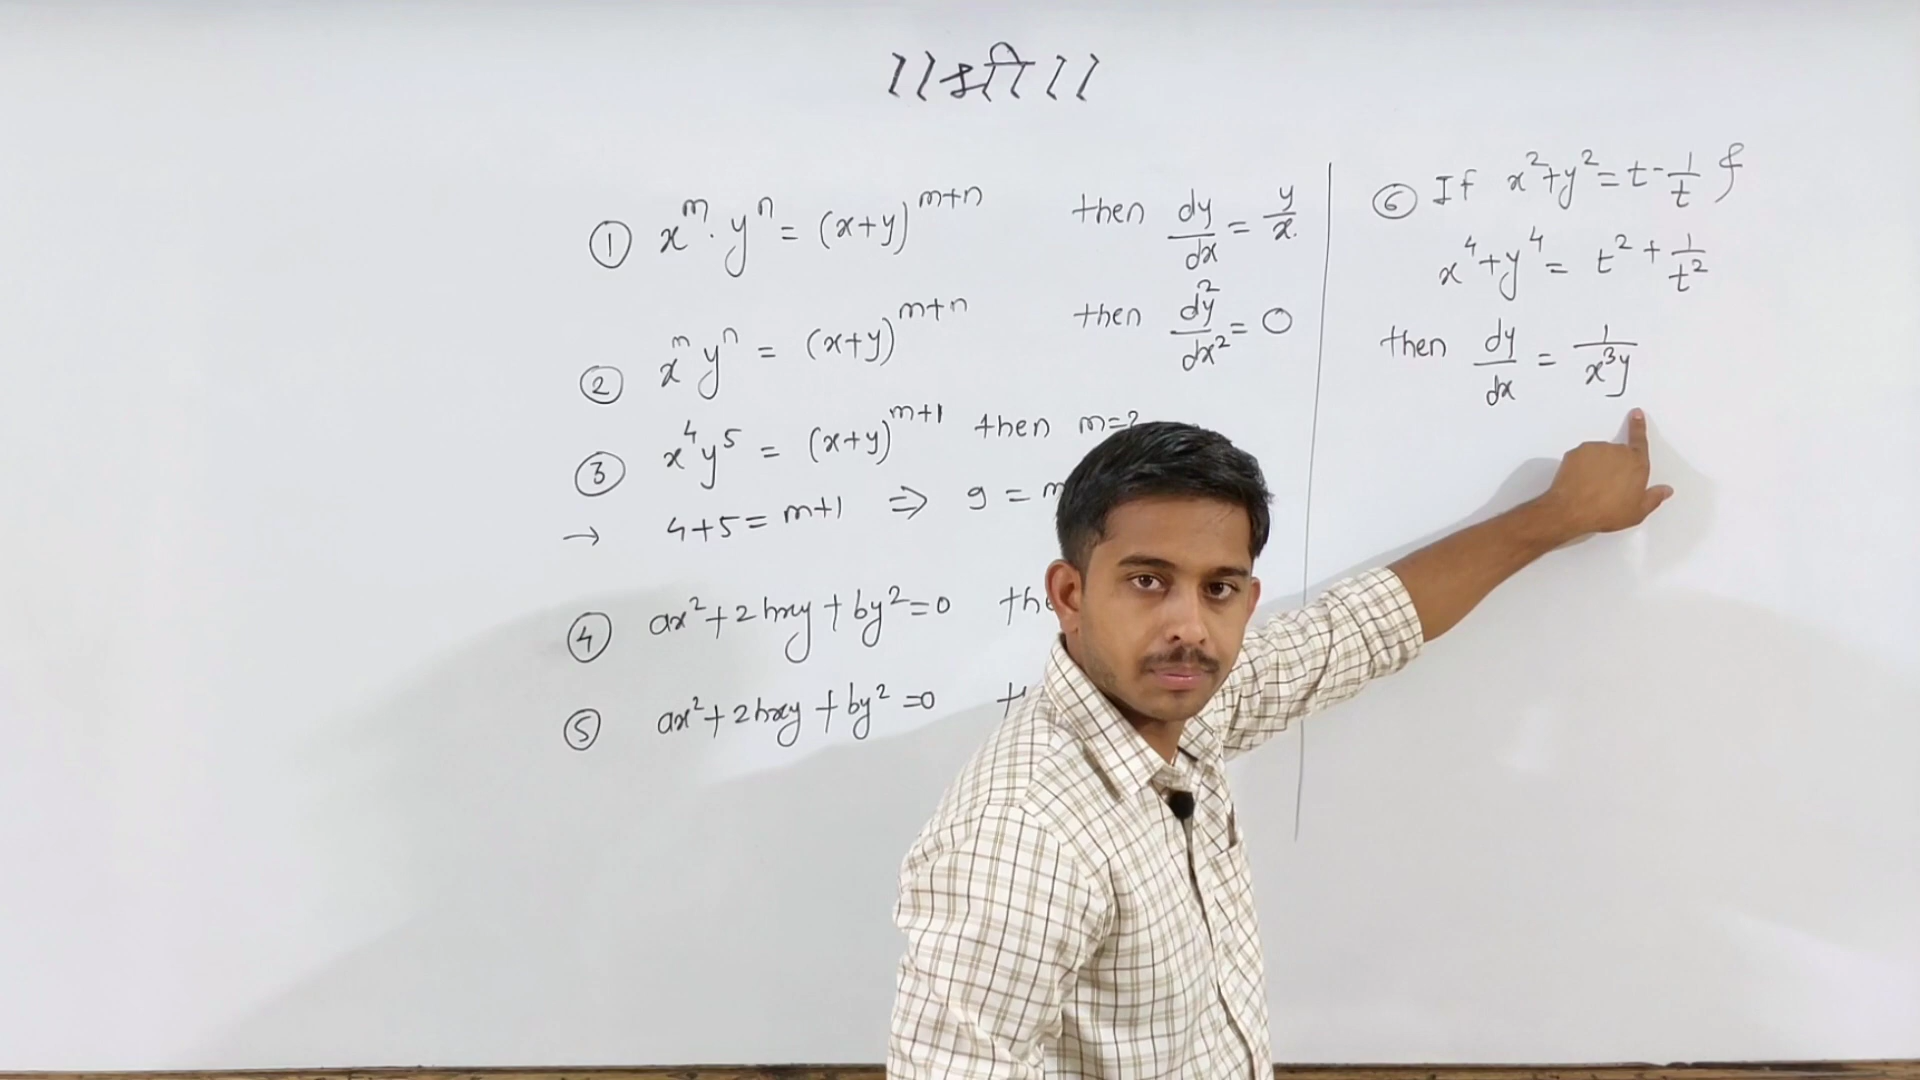 ।।श्री।।
① x^m . y^n = (x+y)^(m+n) then dy/dx = y/x.
② x^m y^n = (x+y)^(m+n) then d²y/dx² = 0
③ x⁴y⁵ = (x+y)^(m+1) then m=?
→ 4+5 = m+1 ⇒ 9 = m
④ ax²+2hxy+by²=0 the
⑤ ax²+2hxy+by²=0
⑥ If x²+y² = t-1/t &
x⁴+y⁴ = t²+1/t²
then dy/dx = 1/x³y